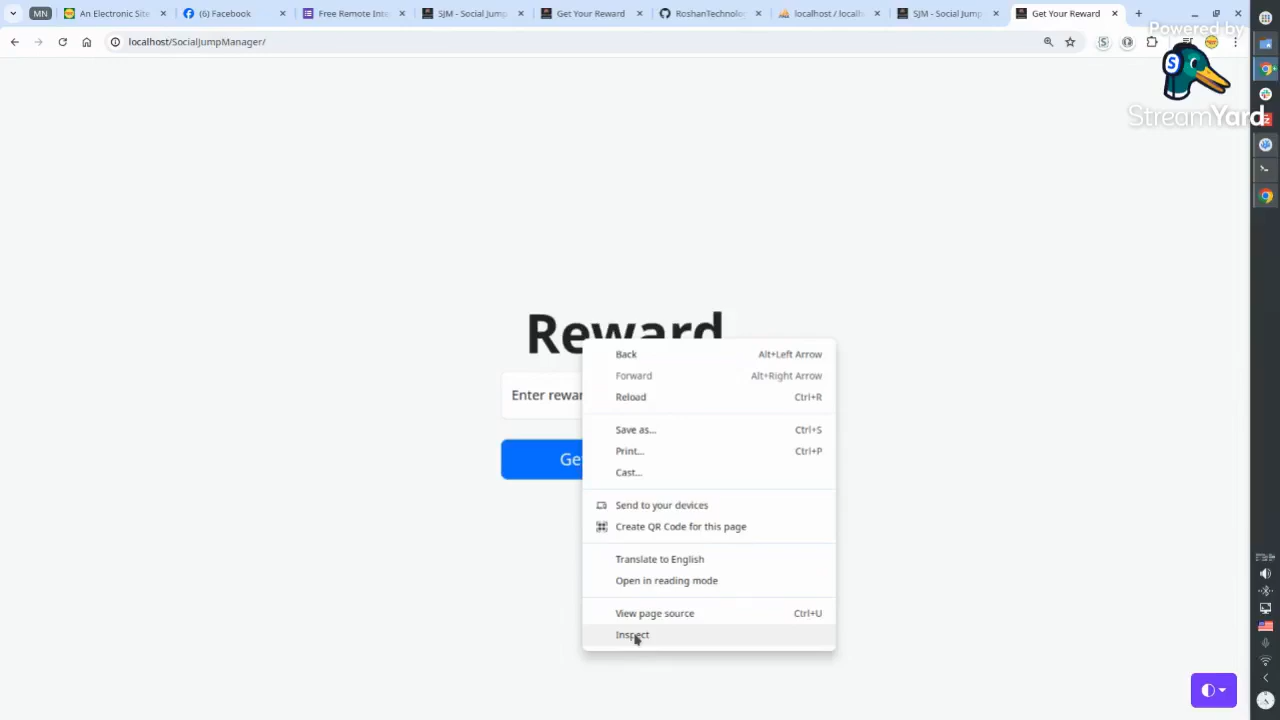 MN
An Electronic Site
(6) Facebook
Free Remote Int
SJM - Social Jump
Get Your Reward
RoshanTechnolo
localhost / localh
SJM - Social Jump
Get Your Reward
localhost/SocialJumpManager/
Powered by
S
StreamYard
Reward
Enter rewar
Ge
Back Alt+Left Arrow
Forward Alt+Right Arrow
Reload Ctrl+R
Save as... Ctrl+S
Print... Ctrl+P
Cast...
Send to your devices
Create QR Code for this page
Translate to English
Open in reading mode
View page source Ctrl+U
Inspect